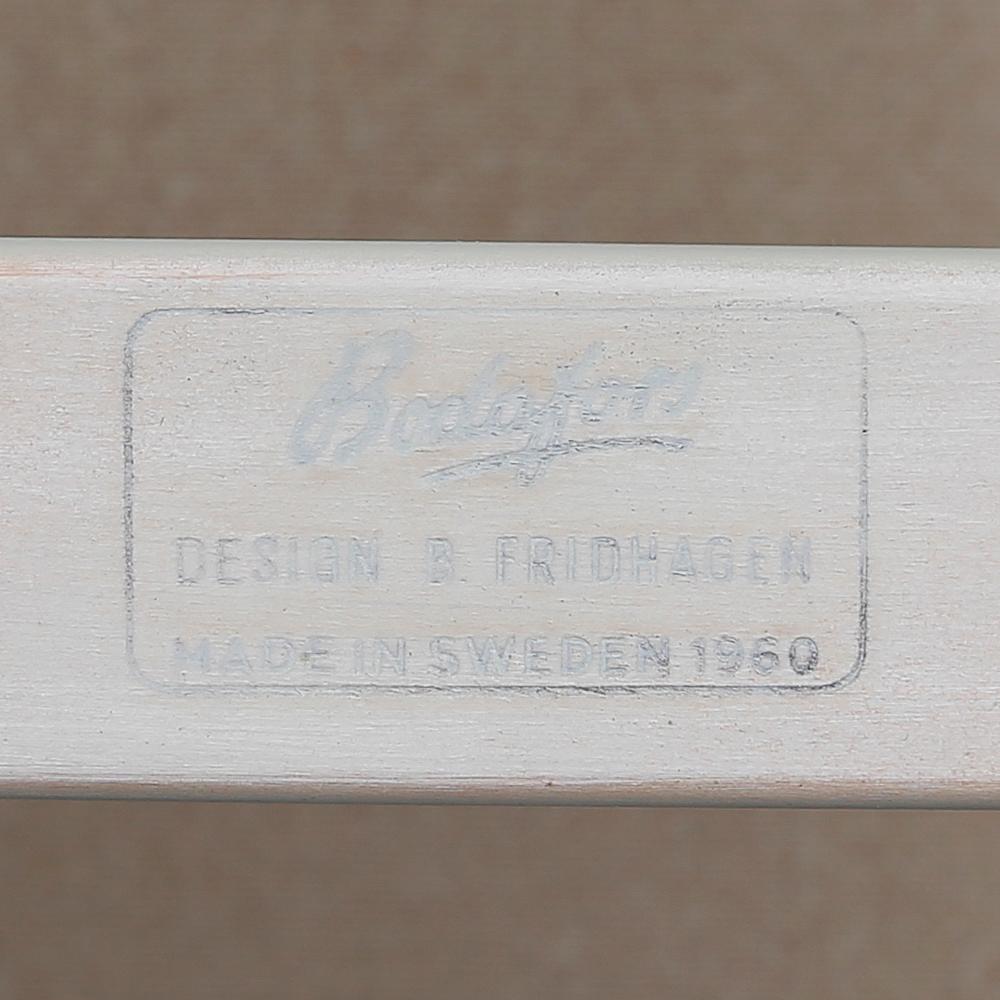 Bodafors
DESIGN B. FRIDHAGEN
MADE IN SWEDEN 1960